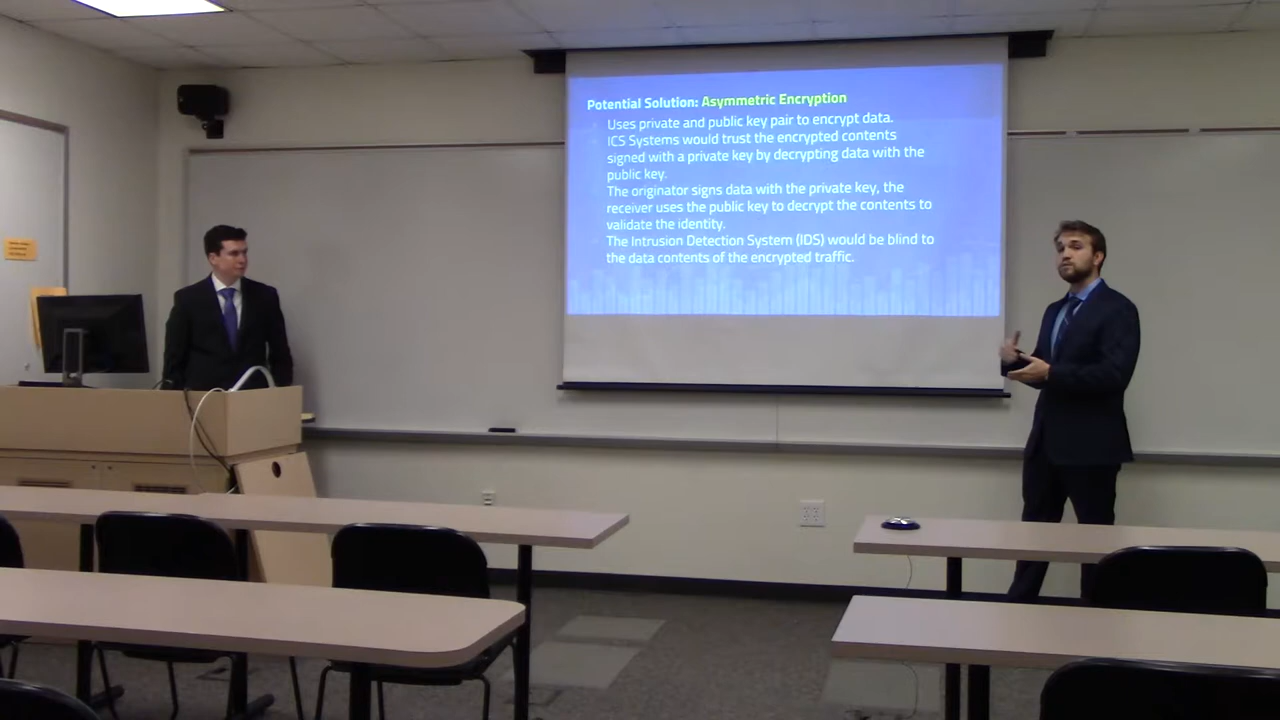 Potential Solution: Asymmetric Encryption
Uses private and public key pair to encrypt data.
ICS Systems would trust the encrypted contents
signed with a private key by decrypting data with the
public key.
The originator signs data with the private key, the
receiver uses the public key to decrypt the contents to
validate the identity.
The Intrusion Detection System (IDS) would be blind to
the data contents of the encrypted traffic.